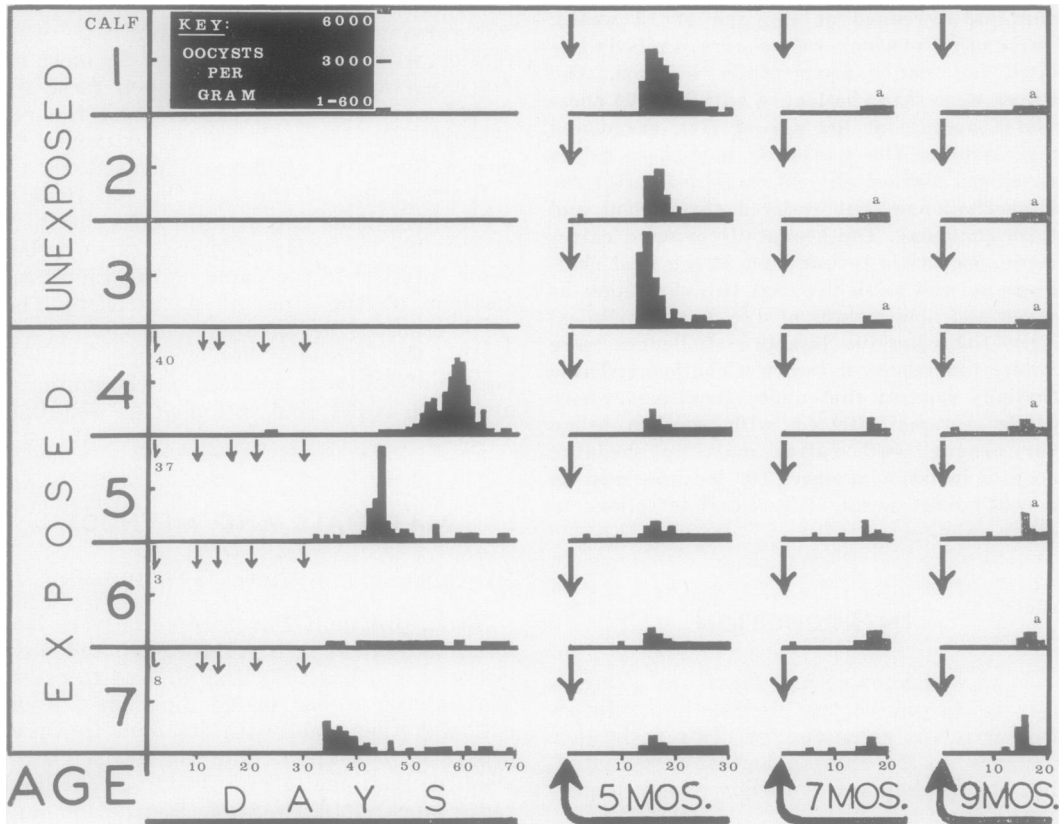 CALF
KEY: 6000
OOCYSTS
PER 3000
GRAM 1-600
UNEXPOSED
1
2
3
EXPOSED
4
5
6
7
a a
a a
a a
40
37
a
3
a
8
10 20 30 40 50 60 70 10 20 30 10 20 10 20
AGE DAYS 5 MOS. 7 MOS. 9 MOS.